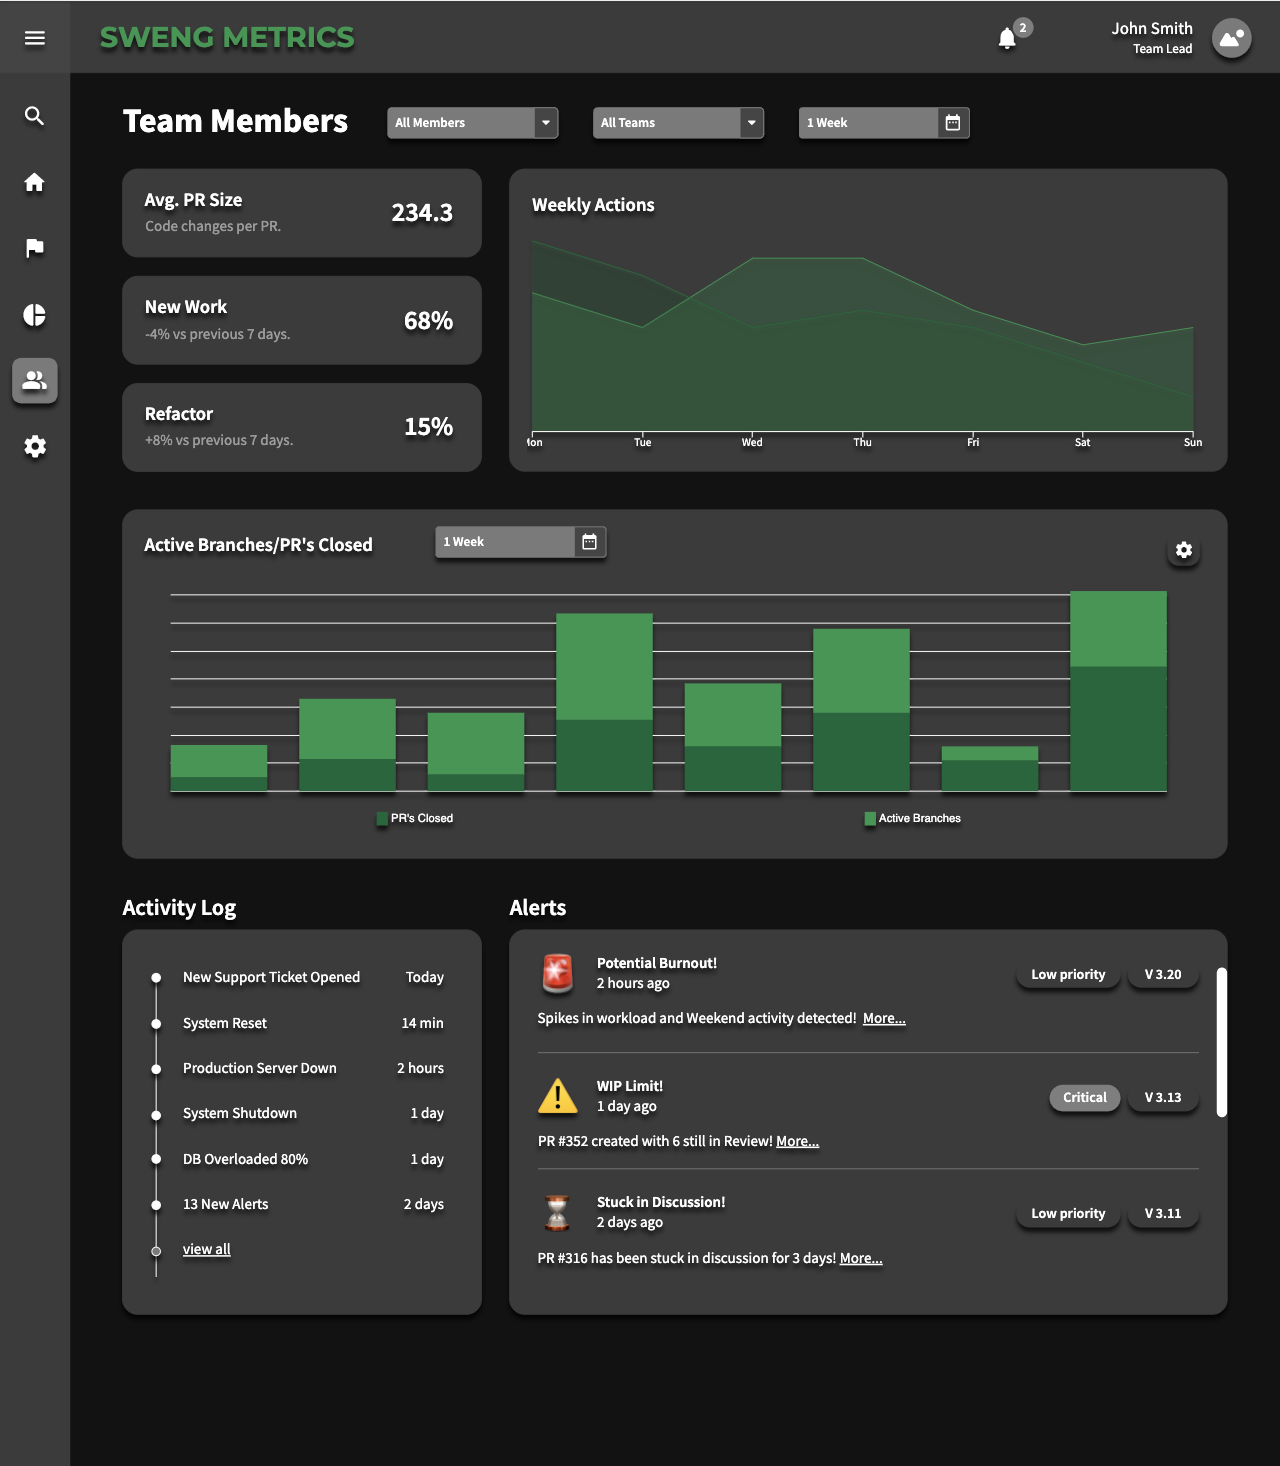 SWENG METRICS
2
John Smith
Team Lead
Team Members
All Members
All Teams
1 Week
Avg. PR Size
Code changes per PR.
234.3
New Work
-4% vs previous 7 days.
68%
Refactor
+8% vs previous 7 days.
15%
Weekly Actions
Mon Tue Wed Thu Fri Sat Sun
Active Branches/PR's Closed
1 Week
PR's Closed
Active Branches
Activity Log
New Support Ticket Opened Today
System Reset 14 min
Production Server Down 2 hours
System Shutdown 1 day
DB Overloaded 80% 1 day
13 New Alerts 2 days
view all
Alerts
Potential Burnout!
2 hours ago
Low priority
V 3.20
Spikes in workload and Weekend activity detected! More...
WIP Limit!
1 day ago
Critical
V 3.13
PR #352 created with 6 still in Review! More...
Stuck in Discussion!
2 days ago
Low priority
V 3.11
PR #316 has been stuck in discussion for 3 days! More...